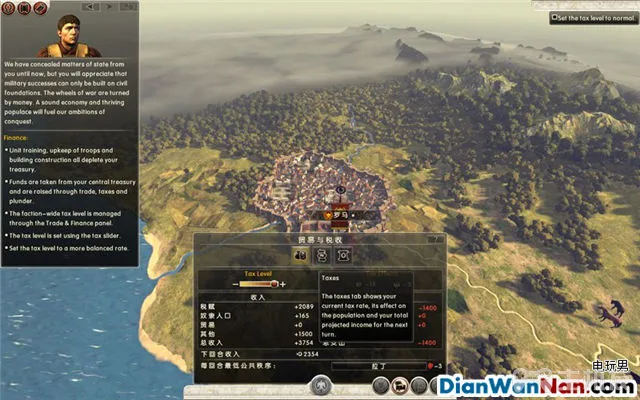 Set the tax level to normal.
We have concealed matters of state from
you until now, but you will appreciate that
military successes can only be built on civil
foundations. The wheels of war are turned
by money. A sound economy and thriving
populace will fuel our ambitions of
conquest.
Finance:
Unit training, upkeep of troops and
building construction all deplete your
treasury.
Funds are taken from your central treasury
and are raised through trade, taxes and
plunder.
The faction-wide tax level is managed
through the Trade & Finance panel.
The tax level is set using the tax slider.
Set the tax level to a more balanced rate.
罗马
贸易与税收
Tax Level
收入
税赋 +2089
奴隶人口 +165
贸易 +0
其他 +1500
总收入 +3754
下回合收入 2354
每回合最低公共秩序: 拉丁 -3
Taxes
The taxes tab shows your
current tax rate, its effect on
the population and your total
projected income for the next
turn.
-1400
+0
+0
-1400
电玩男
DianWanNan.com